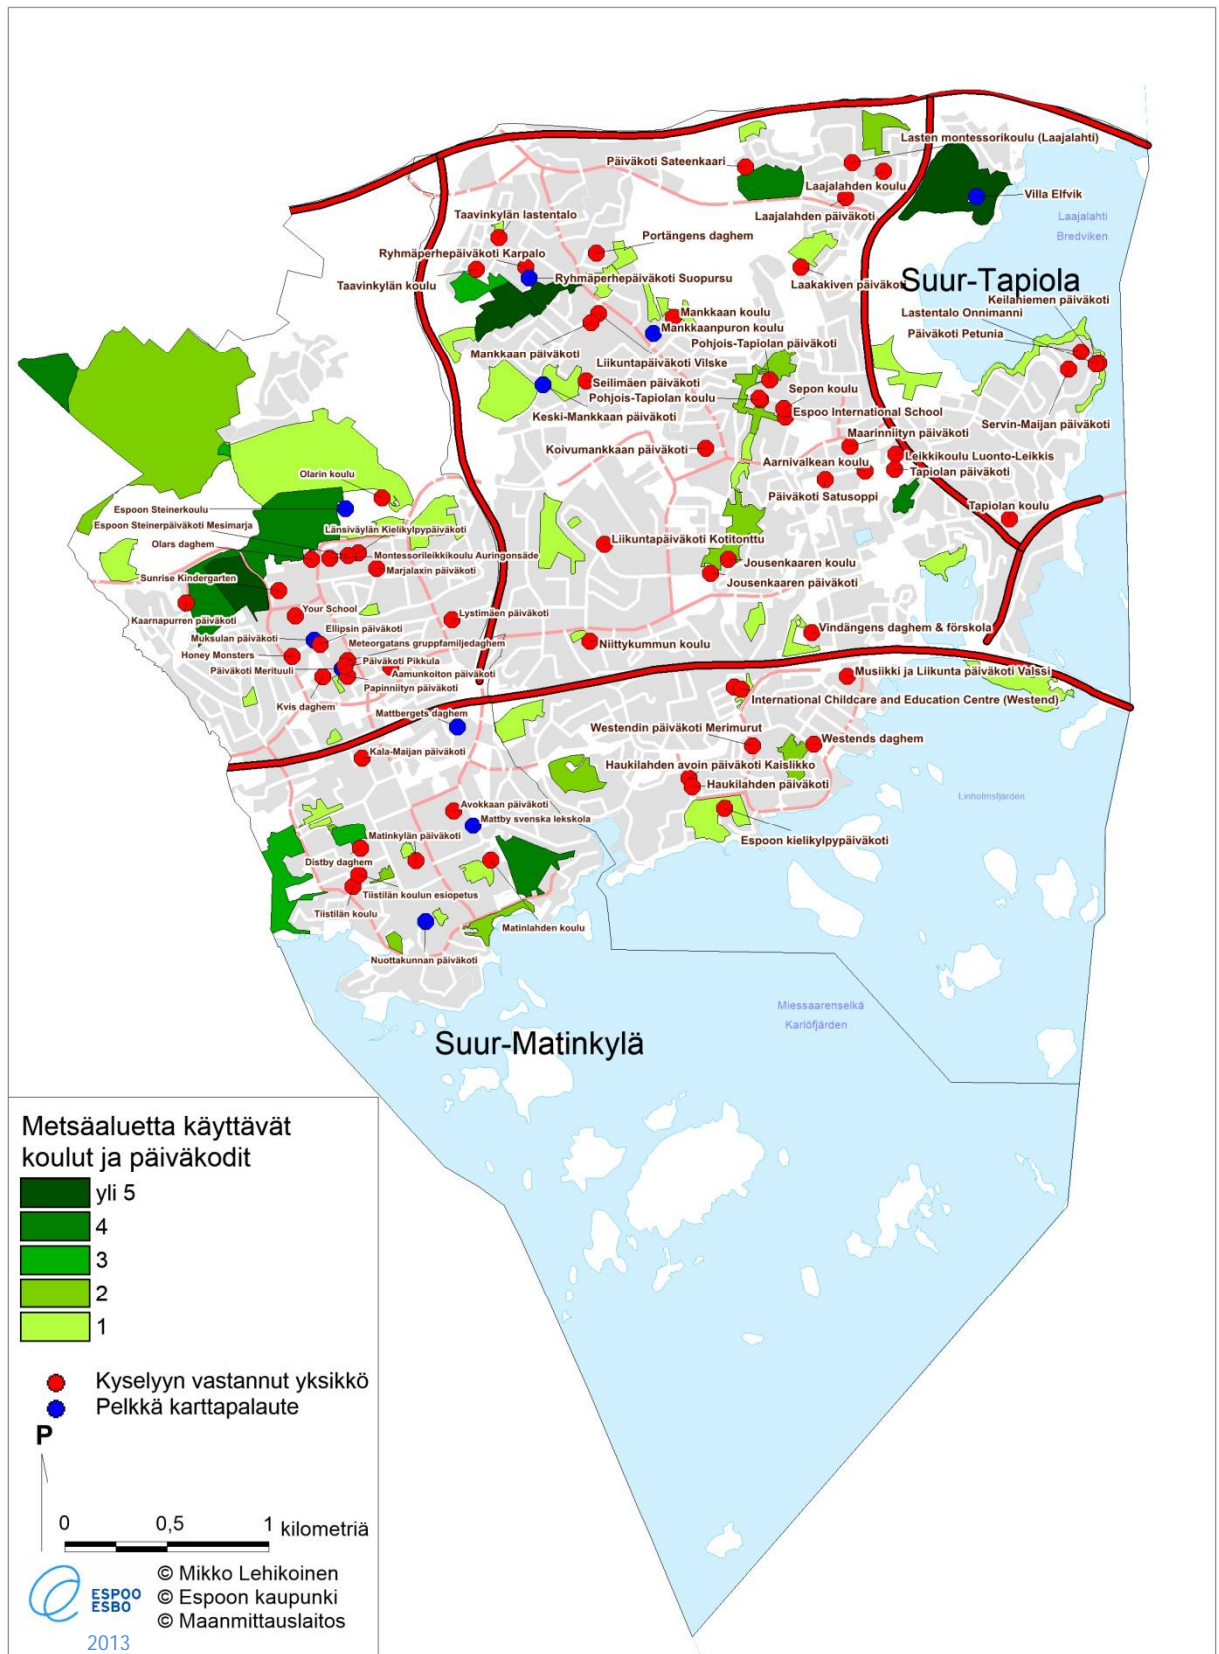 Lasten montessorikoulu (Laajalahti)
Päiväkoti Sateenkaari
Laajalahden koulu
Villa Elfvik
Laajalahden päiväkoti
Taavinkylän lastentalo
Laajalahti
Bredviken
Portängens daghem
Ryhmäperhepäiväkoti Karpalo
Ryhmäperhepäiväkoti Suopursu
Taavinkylän koulu
Laakakiven päiväkoti
Suur-Tapiola
Keilaniemen päiväkoti
Lastentalo Onnimanni
Mankkaan koulu
Mankkaanpuron koulu
Päiväkoti Petunia
Pohjois-Tapiolan päiväkoti
Mankkaan päiväkoti
Liikuntapäiväkoti Vilske
Seilimäen päiväkoti
Sepon koulu
Pohjois-Tapiolan koulu
Keski-Mankkaan päiväkoti
Espoo International School
Servin-Maijan päiväkoti
Maarinniityn päiväkoti
Koivumankkaan päiväkoti
Leikkikoulu Luonto-Leikkis
Aarnivalkean koulu
Tapiolan päiväkoti
Olarin koulu
Päiväkoti Satusoppi
Tapiolan koulu
Espoon Steinerkoulu
Espoon Steinerpäiväkoti Mesimarja
Länsiväylän Kielikylpypäiväkoti
Olars daghem
Liikuntapäiväkoti Kotitonttu
Montessorileikkikoulu Auringonsäde
Jousenkaaren koulu
Marjalaxin päiväkoti
Sunrise Kindergarten
Jousenkaaren päiväkoti
Your School
Lystimäen päiväkoti
Kaarnapurren päiväkoti
Ellipsin päiväkoti
Vindängens daghem & förskola
Muksulan päiväkoti
Meteorgatans gruppfamiljedaghem
Niittykummun koulu
Honey Monsters
Päiväkoti Pikkula
Päiväkoti Merituuli
Aamunkoiton päiväkoti
Musiikki ja Liikunta päiväkoti Valssi
Papinniityn päiväkoti
International Childcare and Education Centre (Westend)
Kvis daghem
Mattbergets daghem
Westendin päiväkoti Merimurut
Westends daghem
Kala-Maijan päiväkoti
Haukilahden avoin päiväkoti Kaislikko
Haukilahden päiväkoti
Linholmsfjärden
Avokkaan päiväkoti
Mattby svenska lekskola
Matinkylän päiväkoti
Espoon kielikylpypäiväkoti
Distby daghem
Tiistilän koulun esiopetus
Tiistilän koulu
Matinlahden koulu
Nuottakunnan päiväkoti
Miessaarenselkä
Karlöfjärden
Suur-Matinkylä
Metsäaluetta käyttävät
koulut ja päiväkodit
yli 5
4
3
2
1
Kyselyyn vastannut yksikkö
Pelkkä karttapalaute
P
0 0,5 1 kilometriä
© Mikko Lehikoinen
ESPOO © Espoon kaupunki
ESBO © Maanmittauslaitos
2013